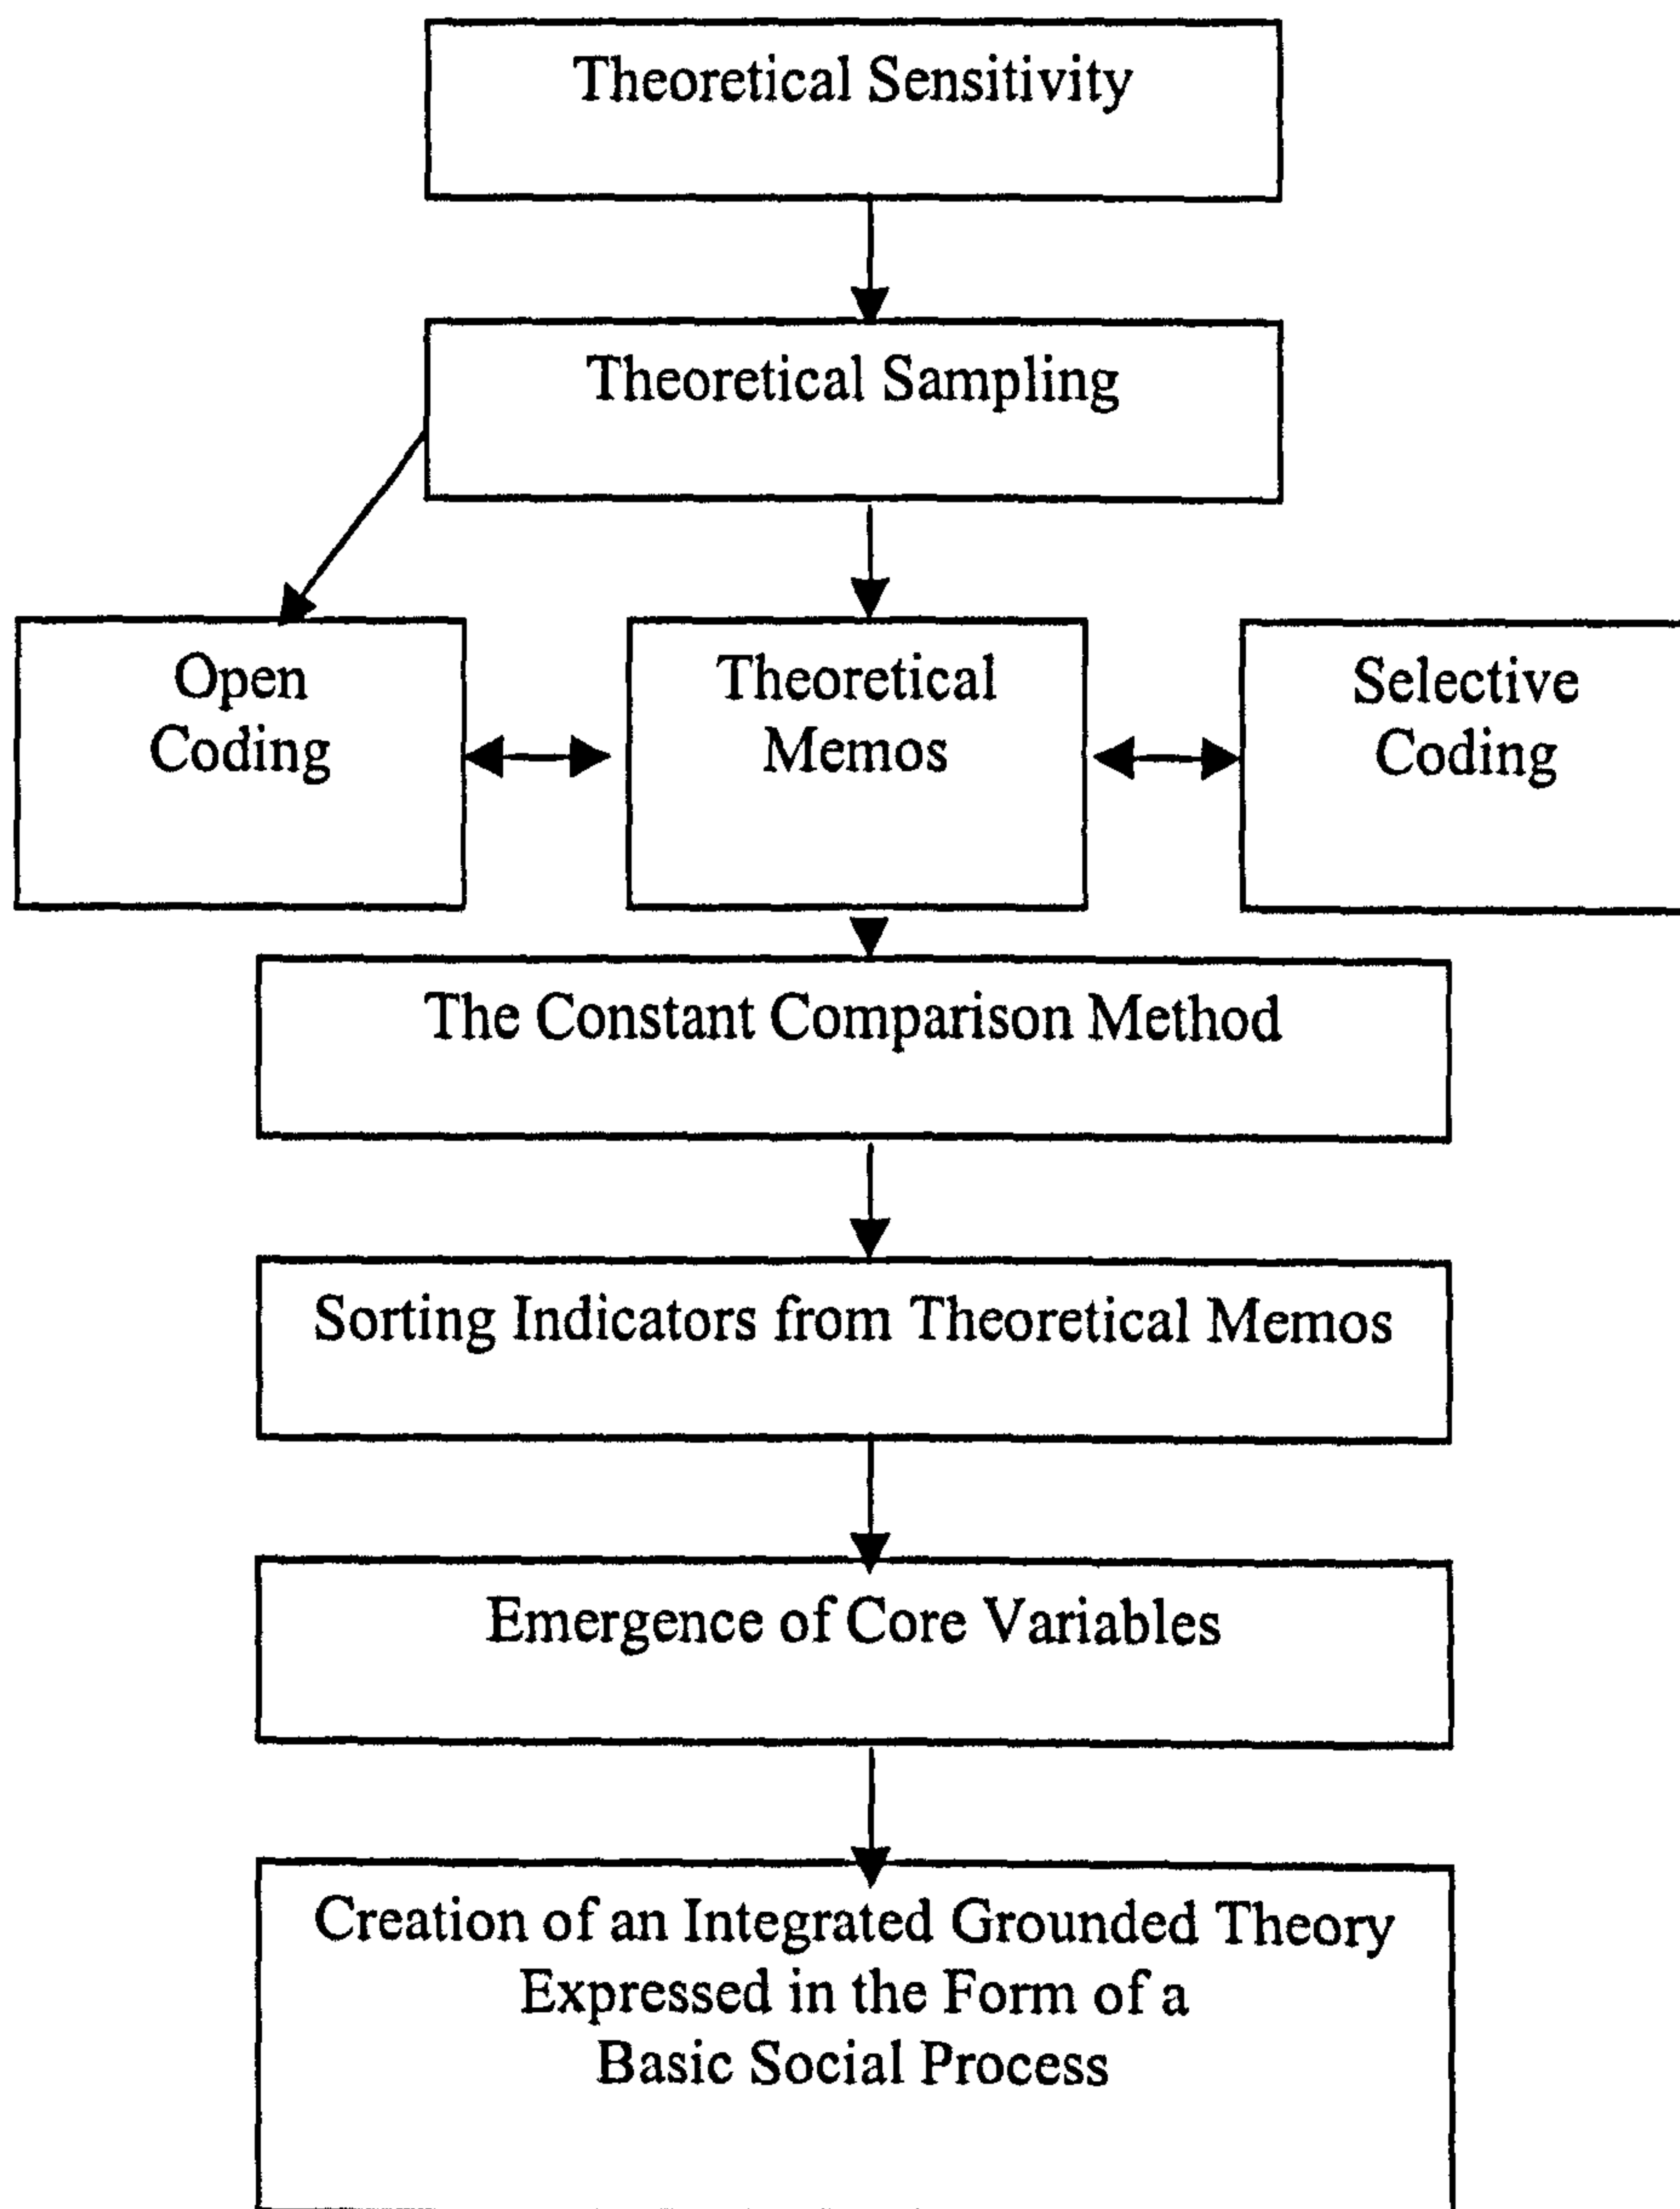 Theoretical Sensitivity
Theoretical Sampling
Open
Coding
Theoretical
Memos
Selective
Coding
The Constant Comparison Method
Sorting Indicators from Theoretical Memos
Emergence of Core Variables
Creation of an Integrated Grounded Theory
Expressed in the Form of a
Basic Social Process